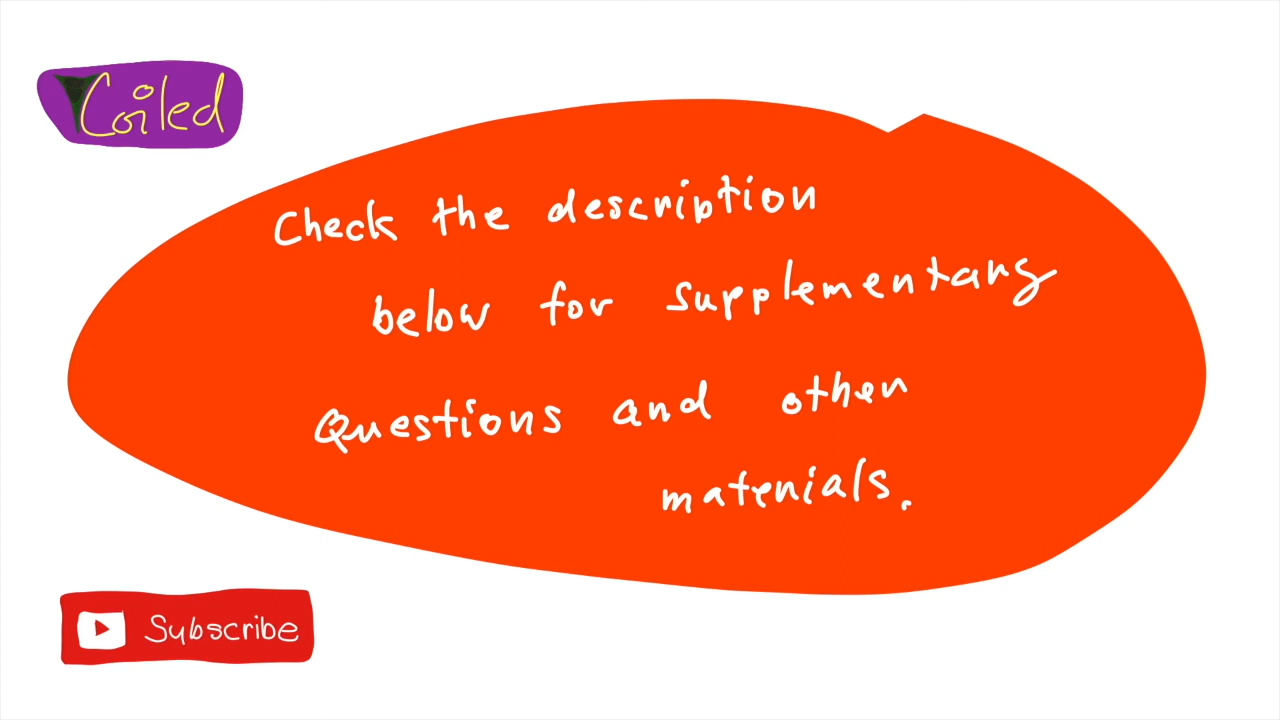 Coiled
Check the description
below for supplementary
Questions and other
materials.
Subscribe